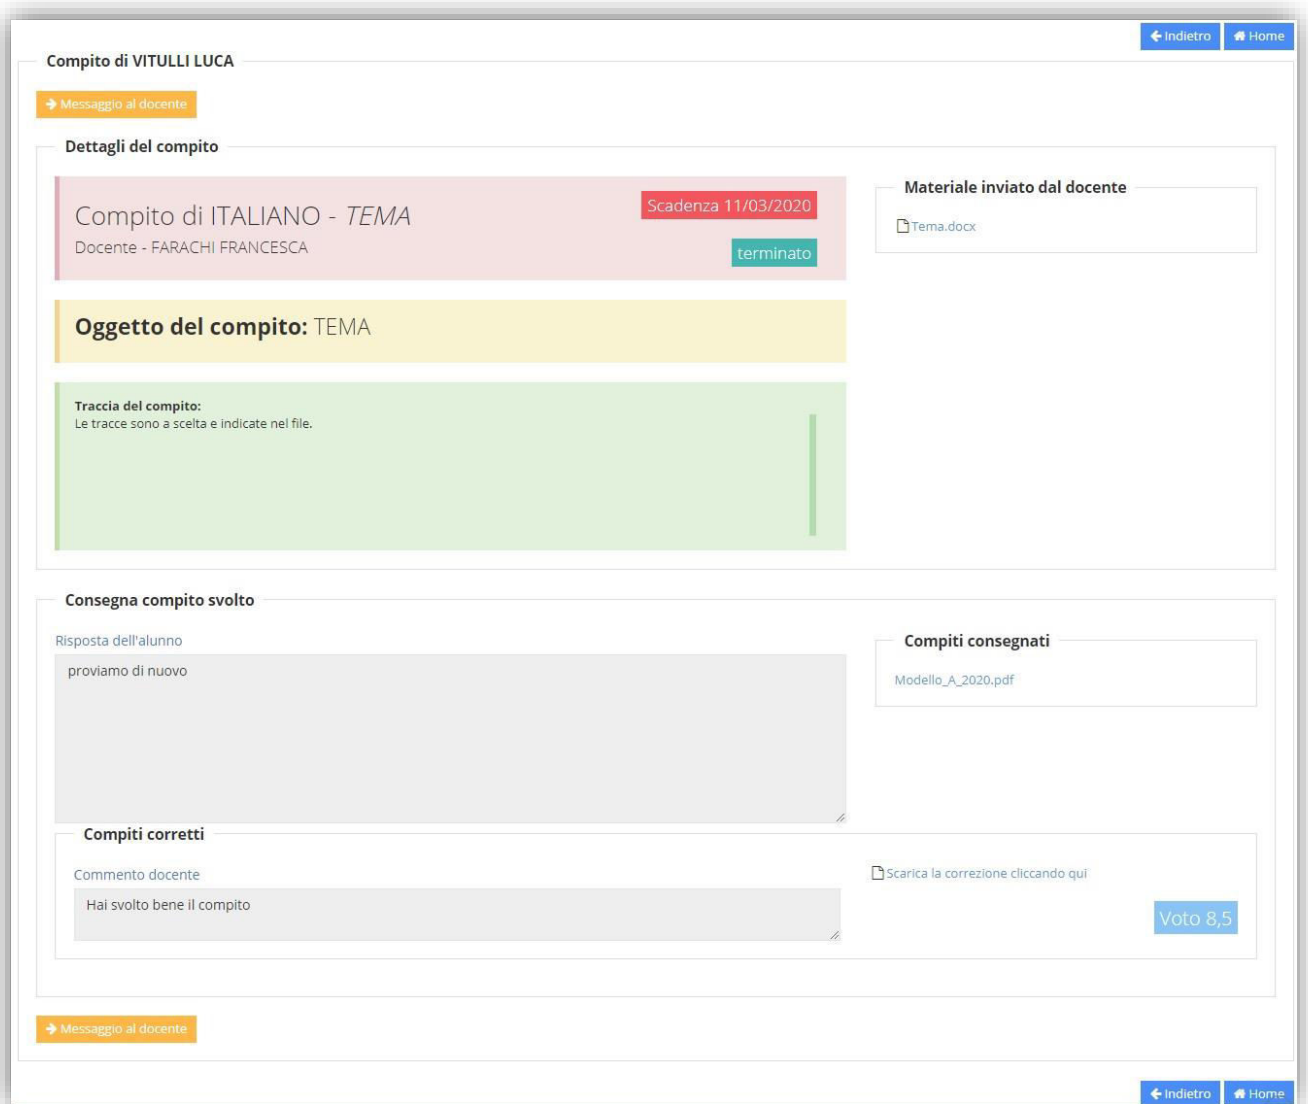 Indietro Home
Compito di VITULLI LUCA
Messaggio al docente
Dettagli del compito
Compito di ITALIANO - TEMA
Docente - FARACHI FRANCESCA
Scadenza 11/03/2020
terminato
Materiale inviato dal docente
Tema.docx
Oggetto del compito: TEMA
Traccia del compito:
Le tracce sono a scelta e indicate nel file.
Consegna compito svolto
Risposta dell'alunno
proviamo di nuovo
Compiti consegnati
Modello_A_2020.pdf
Compiti corretti
Commento docente
Hai svolto bene il compito
Scarica la correzione cliccando qui
Voto 8,5
Messaggio al docente
Indietro Home